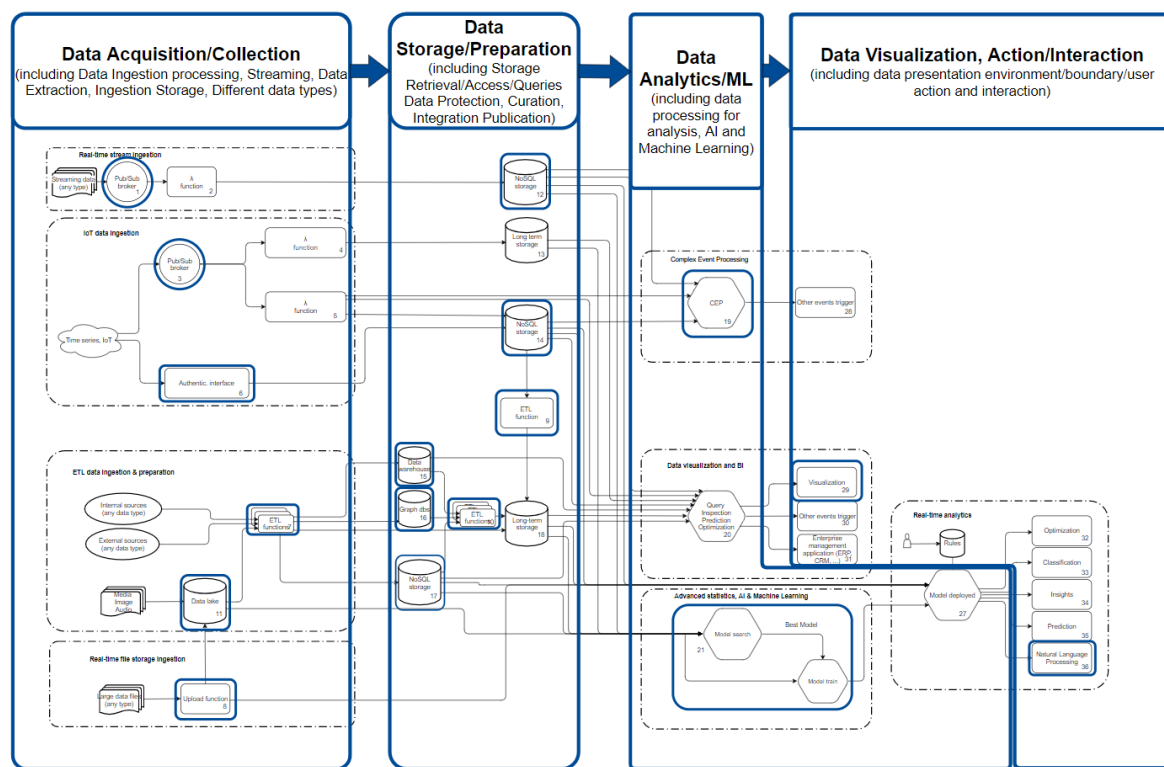 Data Acquisition/Collection
(including Data Ingestion processing, Streaming, Data
Extraction, Ingestion Storage, Different data types)
Data
Storage/Preparation
(including Storage
Retrieval/Access/Queries
Data Protection, Curation,
Integration Publication)
Data
Analytics/ML
(including data
processing for
analysis, AI and
Machine Learning)
Data Visualization, Action/Interaction
(including data presentation environment/boundary/user
action and interaction)
Real-time stream ingestion
Streaming data
(any type)
Pub/Sub
broker
1
λ
function
2
NoSQL
storage
12
IoT data ingestion
Pub/Sub
broker
3
λ
function
4
λ
function
5
Time series, IoT
Authentic. interface
6
Long term
storage
13
NoSQL
storage
14
ETL
function
9
Complex Event Processing
CEP
19
Other events trigger
28
ETL data ingestion & preparation
Internal sources
(any data type)
External sources
(any data type)
ETL
functions
7
Media
Image
Audio
Data lake
11
Data
warehouse
15
Graph dbs
16
ETL
functions
10
Long-term
storage
18
NoSQL
storage
17
Real-time file storage ingestion
Large data files
(any type)
Upload function
8
Data visualization and BI
Query
Inspection
Prediction
Optimization
20
Visualization
29
Other events trigger
30
Enterprise
management
application (ERP,
CRM, ...)
31
Advanced statistics, AI & Machine Learning
Model search
21
Best Model
Model train
Real-time analytics
Rules
Model deployed
27
Optimization
32
Classification
33
Insights
34
Prediction
35
Natural Language
Processing
36